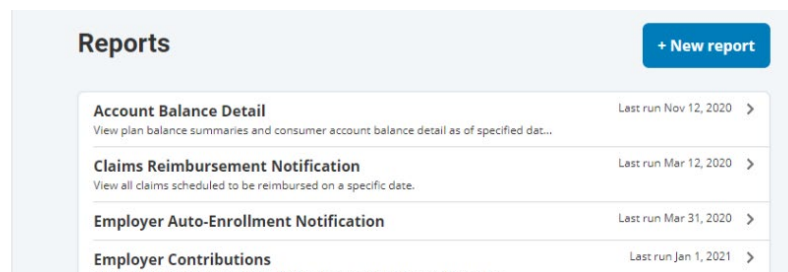 Reports
+ New report
Account Balance Detail
Last run Nov 12, 2020
View plan balance summaries and consumer account balance detail as of specified dat...
Claims Reimbursement Notification
Last run Mar 12, 2020
View all claims scheduled to be reimbursed on a specific date.
Employer Auto-Enrollment Notification
Last run Mar 31, 2020
Employer Contributions
Last run Jan 1, 2021